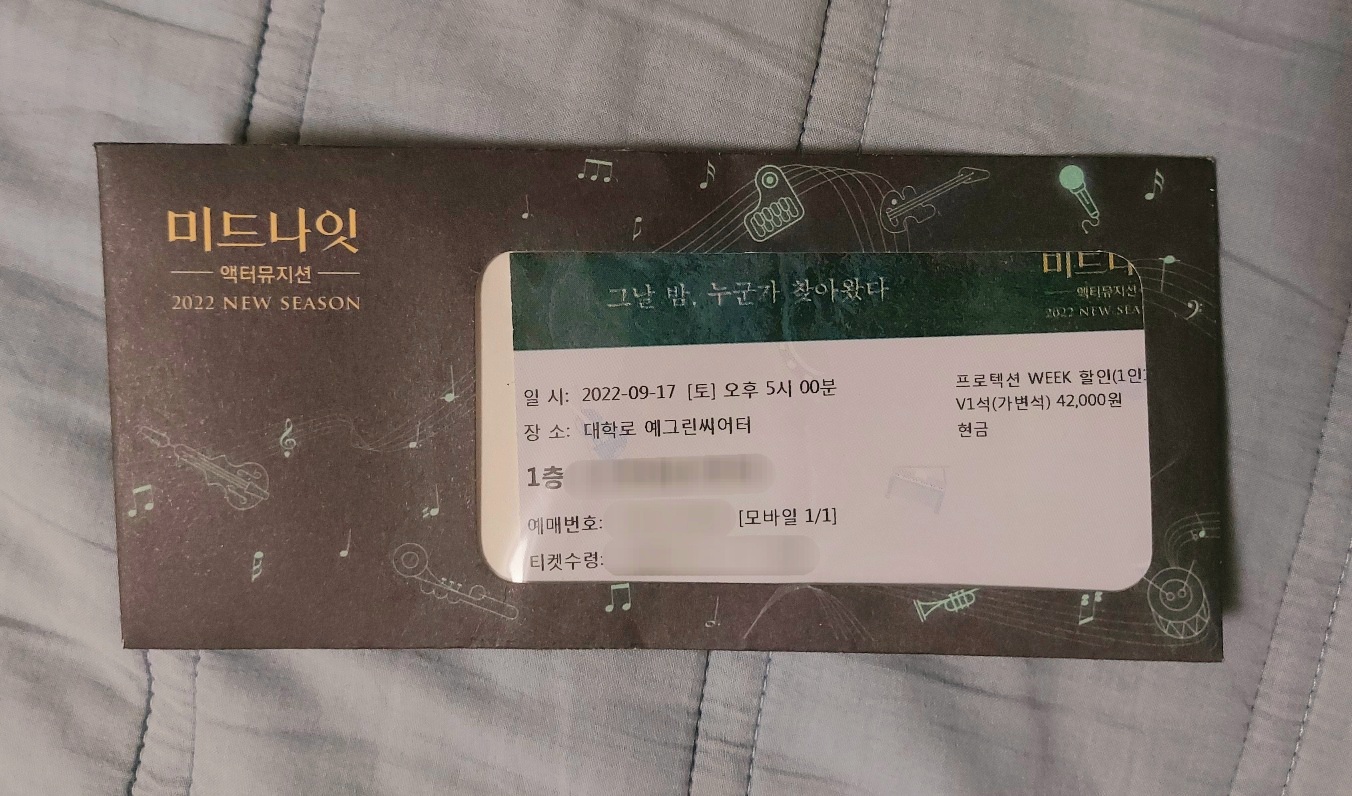 미드나잇
액터뮤지션
2022 NEW SEASON
그날 밤, 누군가 찾아왔다
미드나
액터뮤지션
2022 NEW SEA
일 시: 2022-09-17 [토] 오후 5시 00분
장 소: 대학로 예그린씨어터
1층
예매번호: [모바일 1/1]
티켓수령:
프로텍션 WEEK 할인(1인
V1석(가변석) 42,000원
현금